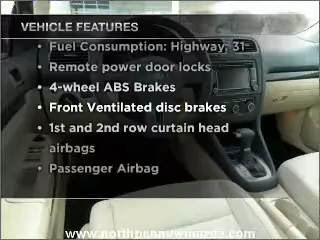 VEHICLE FEATURES
• Fuel Consumption: Highway: 31
• Remote power door locks
• 4-wheel ABS Brakes
• Front Ventilated disc brakes
• 1st and 2nd row curtain head
airbags
• Passenger Airbag